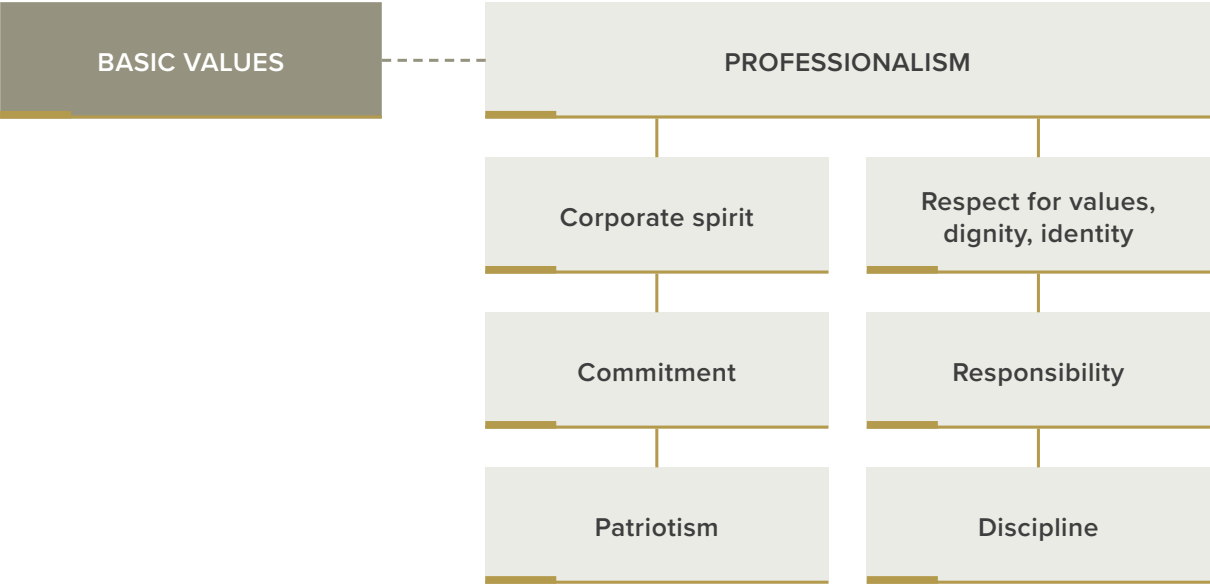 BASIC VALUES
PROFESSIONALISM
Corporate spirit
Respect for values,
dignity, identity
Commitment
Responsibility
Patriotism
Discipline